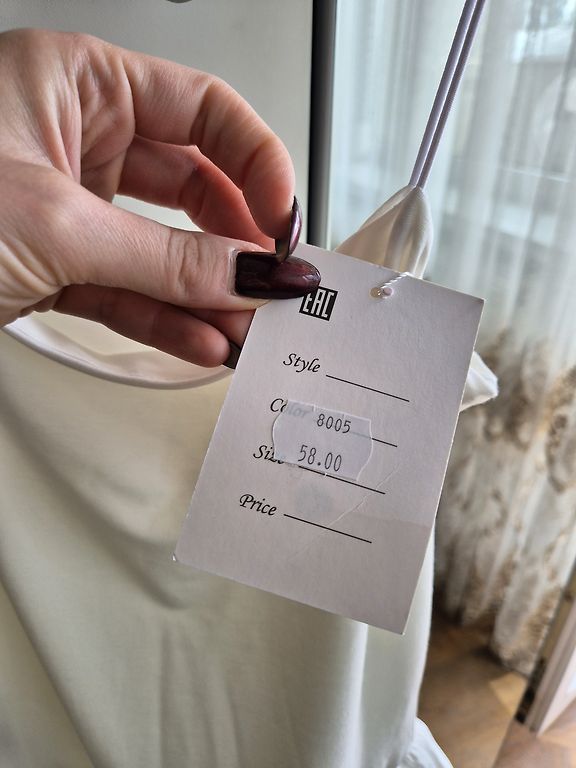 EAC
Style
Color 8005
Size 58.00
Price